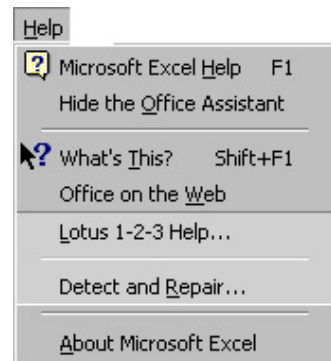 Help
Microsoft Excel Help F1
Hide the Office Assistant
What's This? Shift+F1
Office on the Web
Lotus 1-2-3 Help...
Detect and Repair...
About Microsoft Excel